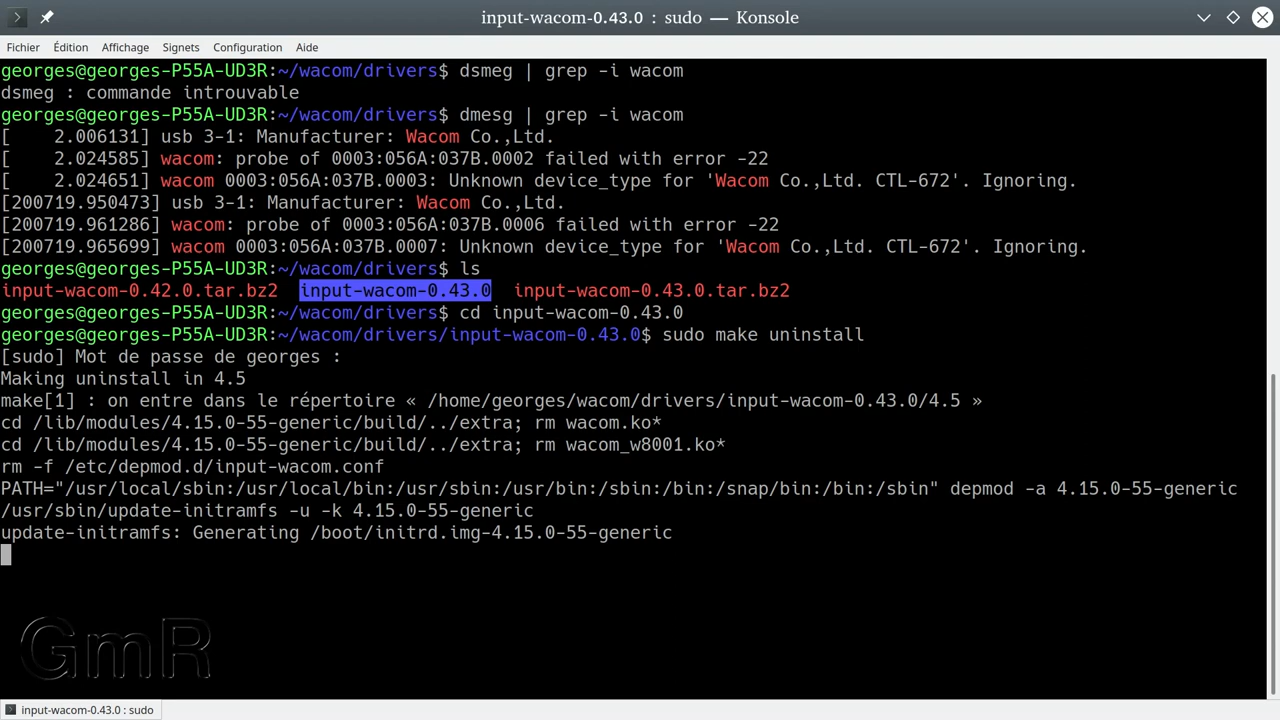 input-wacom-0.43.0 : sudo — Konsole
Fichier Édition Affichage Signets Configuration Aide
georges@georges-P55A-UD3R:~/wacom/drivers$ dsmeg | grep -i wacom
dsmeg : commande introuvable
georges@georges-P55A-UD3R:~/wacom/drivers$ dmesg | grep -i wacom
[    2.006131] usb 3-1: Manufacturer: Wacom Co.,Ltd.
[    2.024585] wacom: probe of 0003:056A:037B.0002 failed with error -22
[    2.024651] wacom 0003:056A:037B.0003: Unknown device_type for 'Wacom Co.,Ltd. CTL-672'. Ignoring.
[200719.950473] usb 3-1: Manufacturer: Wacom Co.,Ltd.
[200719.961286] wacom: probe of 0003:056A:037B.0006 failed with error -22
[200719.965699] wacom 0003:056A:037B.0007: Unknown device_type for 'Wacom Co.,Ltd. CTL-672'. Ignoring.
georges@georges-P55A-UD3R:~/wacom/drivers$ ls
input-wacom-0.42.0.tar.bz2  input-wacom-0.43.0  input-wacom-0.43.0.tar.bz2
georges@georges-P55A-UD3R:~/wacom/drivers$ cd input-wacom-0.43.0
georges@georges-P55A-UD3R:~/wacom/drivers/input-wacom-0.43.0$ sudo make uninstall
[sudo] Mot de passe de georges :
Making uninstall in 4.5
make[1] : on entre dans le répertoire « /home/georges/wacom/drivers/input-wacom-0.43.0/4.5 »
cd /lib/modules/4.15.0-55-generic/build/../extra; rm wacom.ko*
cd /lib/modules/4.15.0-55-generic/build/../extra; rm wacom_w8001.ko*
rm -f /etc/depmod.d/input-wacom.conf
PATH="/usr/local/sbin:/usr/local/bin:/usr/sbin:/usr/bin:/sbin:/bin:/snap/bin:/bin:/sbin" depmod -a 4.15.0-55-generic
/usr/sbin/update-initramfs -u -k 4.15.0-55-generic
update-initramfs: Generating /boot/initrd.img-4.15.0-55-generic
GmR
input-wacom-0.43.0 : sudo